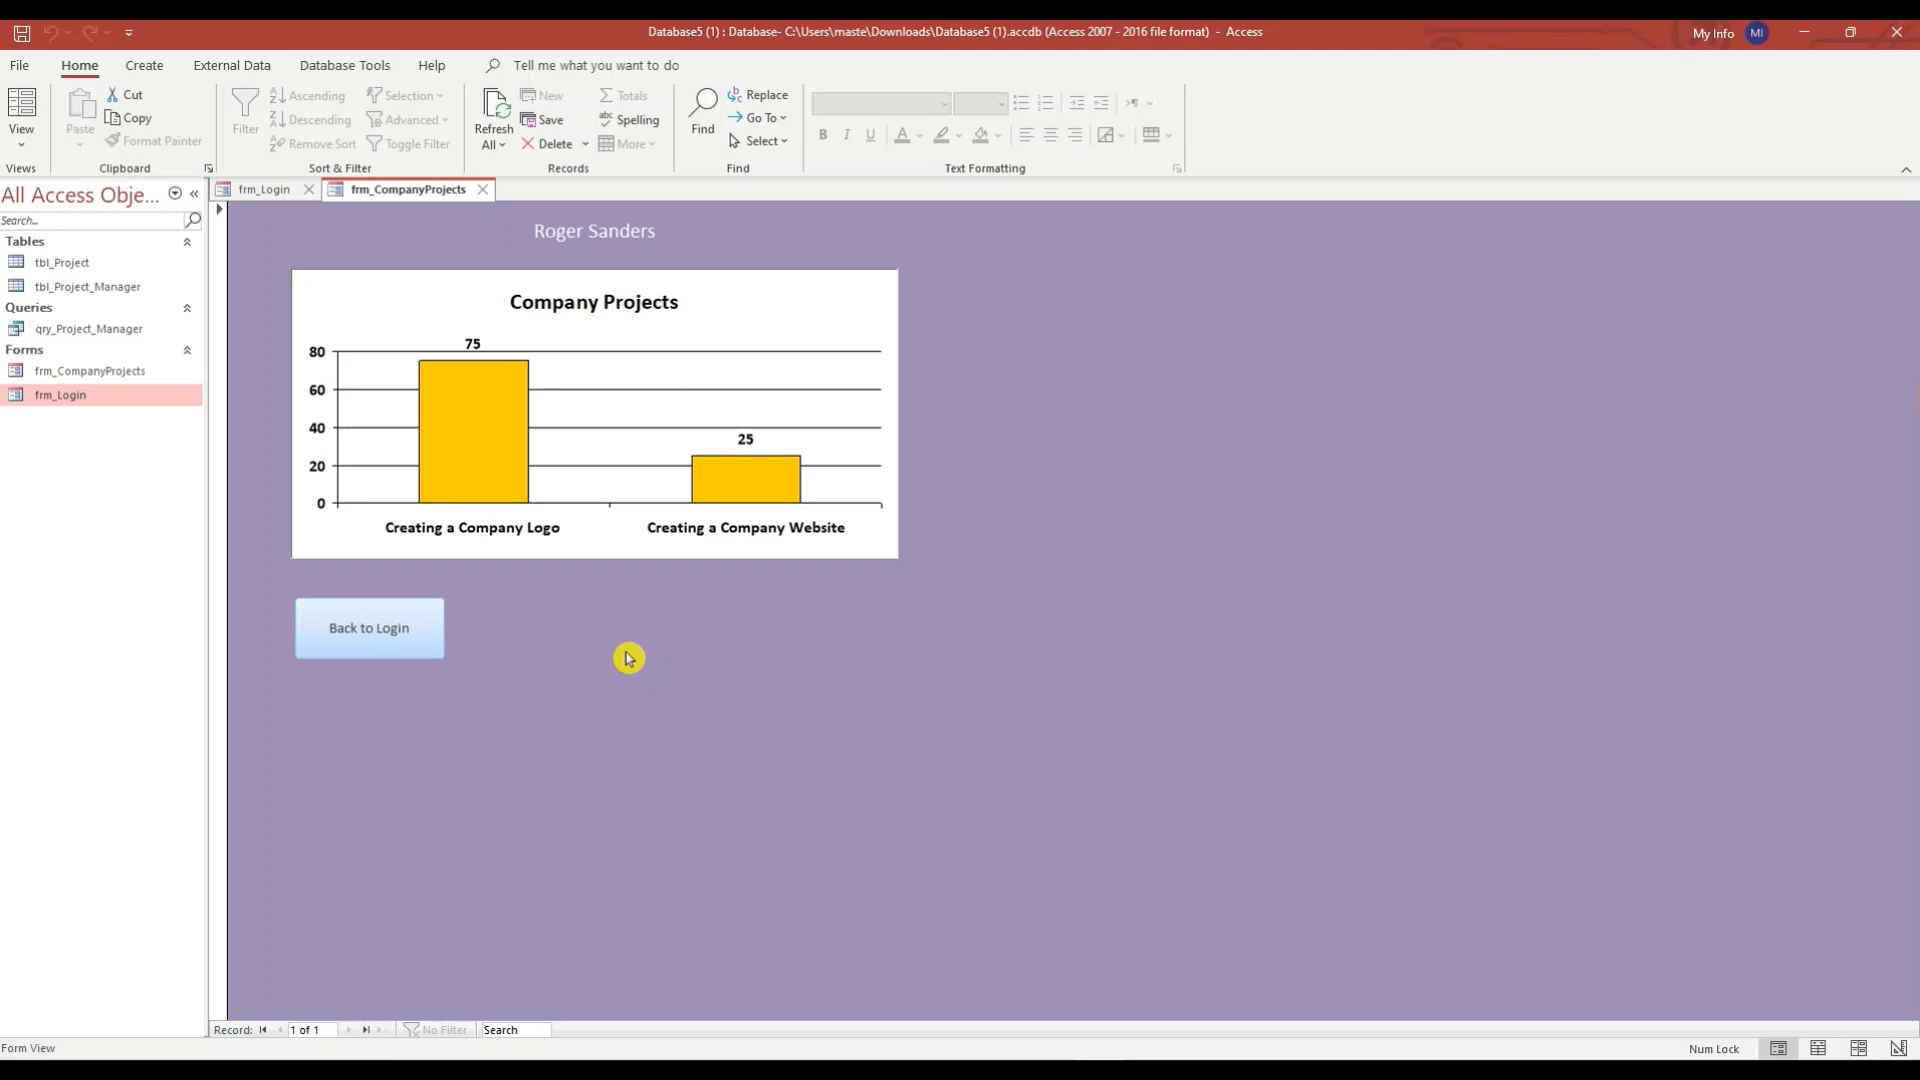 Database5 (1) : Database- C:\Users\maste\Downloads\Database5 (1).accdb (Access 2007 - 2016 file format)  -  Access
My Info
MI
File
Home
Create
External Data
Database Tools
Help
Tell me what you want to do
View
Views
Paste
Cut
Copy
Format Painter
Clipboard
Filter
Ascending
Descending
Remove Sort
Selection
Advanced
Toggle Filter
Sort & Filter
Refresh
All
New
Save
Delete
Totals
Spelling
More
Records
Find
Replace
Go To
Select
Find
B I U
Text Formatting
All Access Obje...
Search...
Tables
tbl_Project
tbl_Project_Manager
Queries
qry_Project_Manager
Forms
frm_CompanyProjects
frm_Login
frm_Login
frm_CompanyProjects
Roger Sanders
Company Projects
80
60
40
20
0
75
25
Creating a Company Logo
Creating a Company Website
Back to Login
Record:
1 of 1
No Filter
Search
Form View
Num Lock